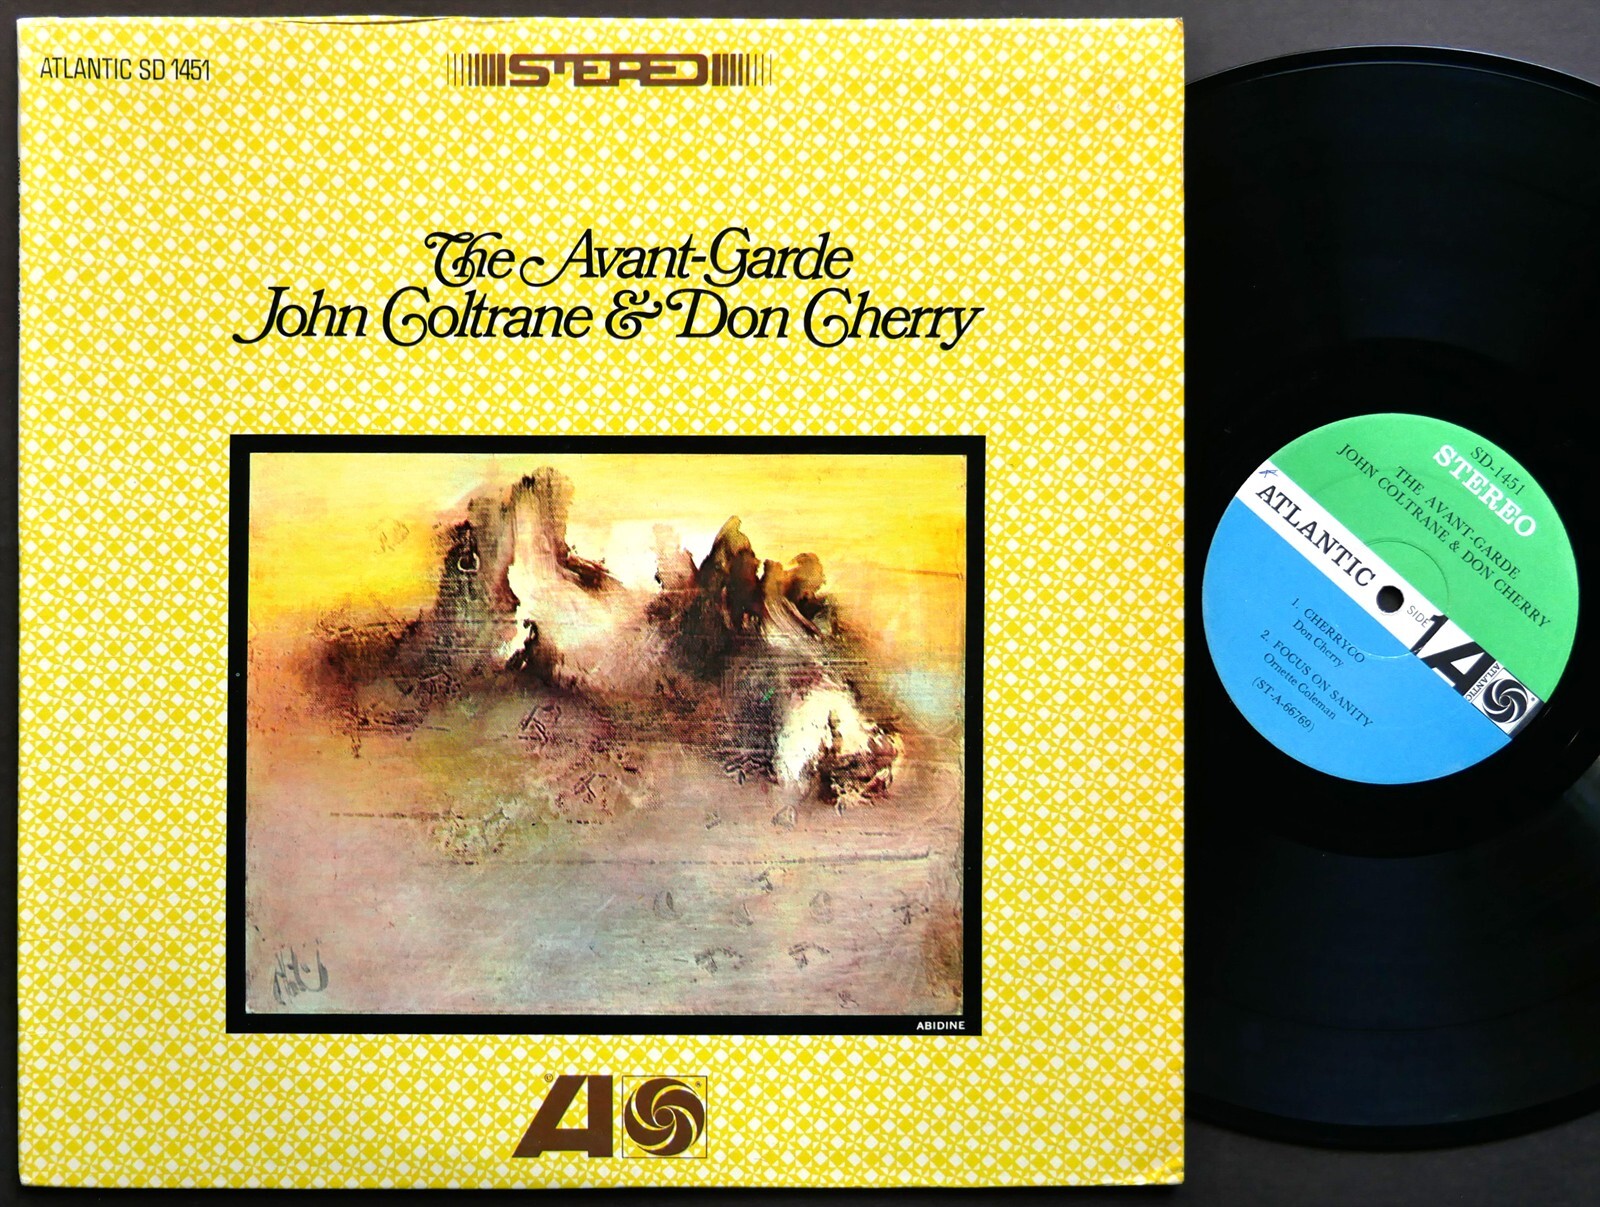 ATLANTIC SD 1451
STEREO
The Avant-Garde
John Coltrane & Don Cherry
ABIDINE
A
SD-1451
STEREO
THE AVANT-GARDE
JOHN COLTRANE & DON CHERRY
ATLANTIC
SIDE 1
A
ATLANTIC
1. CHERRYCO
Don Cherry
2. FOCUS ON SANITY
Ornette Coleman
(ST-A-66769)